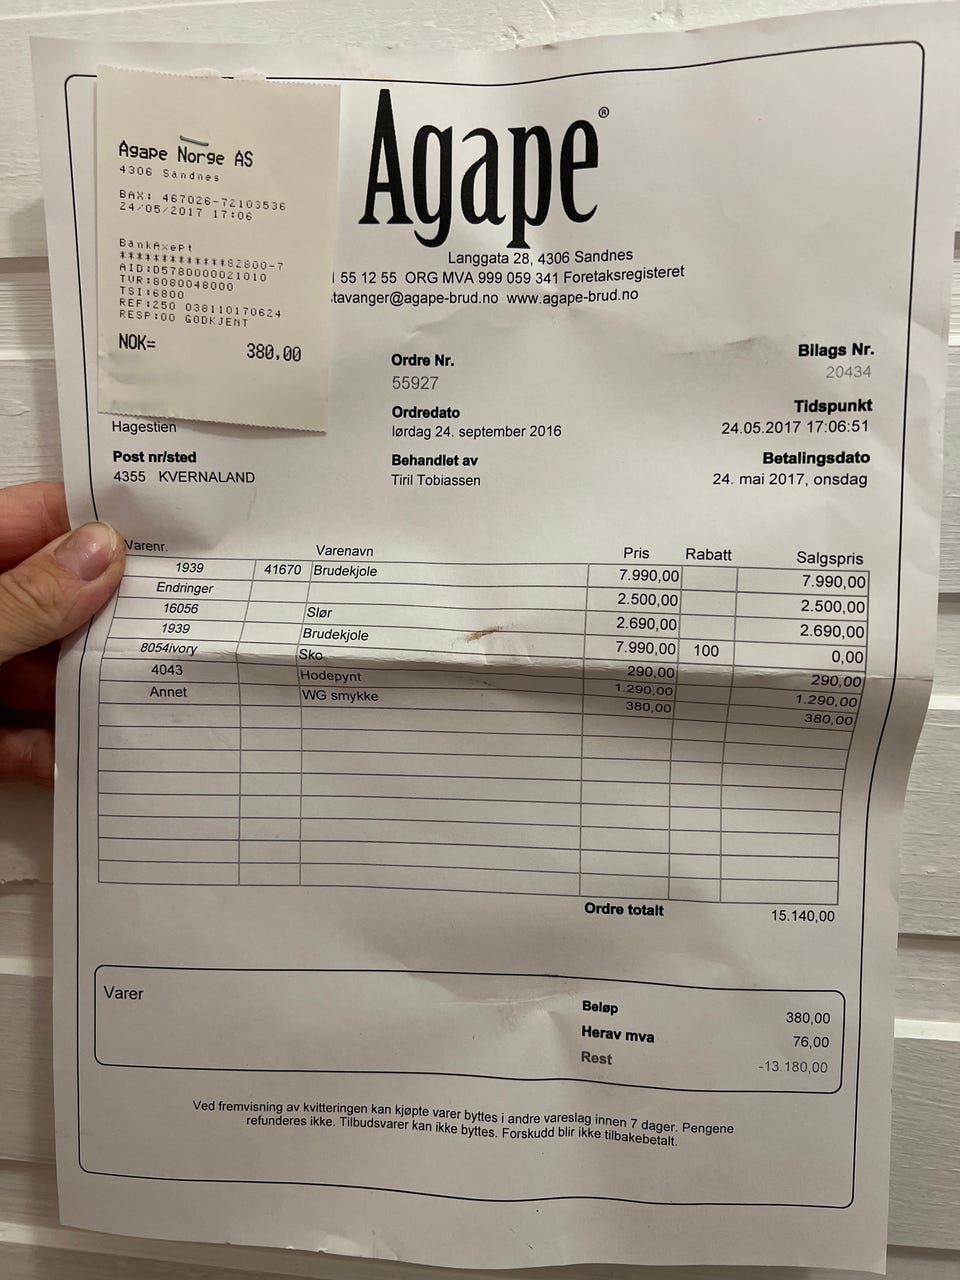 Agape Norge AS
4306 Sandnes
BAX: 467026-72103536
24/05/2017 17:06
BankAxept
*************82800-7
AID:D5780000021010
TVR:8080048000
TSI:6800
REF:250 038110170624
RESP:00 GODKJENT
NOK= 380,00
Agape®
Langgata 28, 4306 Sandnes
55 12 55 ORG MVA 999 059 341 Foretaksregisteret
tavanger@agape-brud.no www.agape-brud.no
Ordre Nr. Bilags Nr.
55927 20434
Ordredato Tidspunkt
Hagestien lørdag 24. september 2016 24.05.2017 17:06:51
Post nr/sted Behandlet av Betalingsdato
4355 KVERNALAND Tiril Tobiassen 24. mai 2017, onsdag
Varenr. Varenavn Pris Rabatt Salgspris
1939 41670 Brudekjole 7.990,00 7.990,00
Endringer 2.500,00 2.500,00
16056 Slør 2.690,00 2.690,00
1939 Brudekjole 7.990,00 100 0,00
8054ivory Sko 290,00 290,00
4043 Hodepynt 1.290,00 1.290,00
Annet WG smykke 380,00 380,00
Ordre totalt 15.140,00
Varer
Beløp 380,00
Herav mva 76,00
Rest -13.180,00
Ved fremvisning av kvitteringen kan kjøpte varer byttes i andre vareslag innen 7 dager. Pengene
refunderes ikke. Tilbudsvarer kan ikke byttes. Forskudd blir ikke tilbakebetalt.